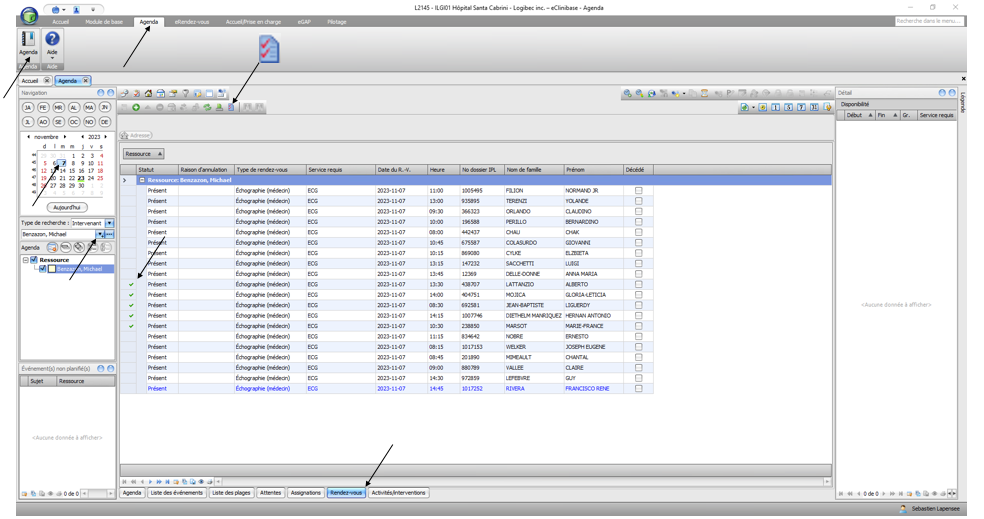 L2145 - ILGI01 Hôpital Santa Cabrini - Logibec inc. - eClinibase - Agenda
Accueil Module de base Agenda eRendez-vous Accueil/Prise en charge eGAP Pilotage Recherche dans le menu...
Agenda Aide
Agenda Aide
Accueil Agenda
Navigation Détail
JA FE MR AL MA JN
JL AO SE OC NO DE
novembre 2023
d l m m j v s
1 2 3 4
5 6 7 8 9 10 11
12 13 14 15 16 17 18
19 20 21 22 23 24 25
26 27 28 29 30
Aujourd'hui
Type de recherche : Intervenant
Benzazon, Michael
Agenda
Ressource
Benzazon, Michael
Événement(s) non planifié(s)
Sujet Ressource
<Aucune donnée à afficher>
0 de 0
Adresse
Ressource
Statut Raison d'annulation Type de rendez-vous Service requis Date du R.-V. Heure No dossier IPL Nom de famille Prénom Décédé
Ressource: Benzazon, Michael
Présent Échographie (médecin) ECG 2023-11-07 11:00 1005495 FILION NORMAND JR
Présent Échographie (médecin) ECG 2023-11-07 13:00 935895 TERENZI YOLANDE
Présent Échographie (médecin) ECG 2023-11-07 09:30 366323 ORLANDO CLAUDINO
Présent Échographie (médecin) ECG 2023-11-07 10:00 196588 PERILLO BERNARDINO
Présent Échographie (médecin) ECG 2023-11-07 08:00 442437 CHAU CHAK
Présent Échographie (médecin) ECG 2023-11-07 10:45 675587 COLASURDO GIOVANNI
Présent Échographie (médecin) ECG 2023-11-07 10:15 869080 CYLKE ELZBIETA
Présent Échographie (médecin) ECG 2023-11-07 13:15 147232 SACCHETTI LUIGI
Présent Échographie (médecin) ECG 2023-11-07 13:45 12369 DELLE-DONNE ANNA MARIA
Présent Échographie (médecin) ECG 2023-11-07 13:30 438707 LATTANZIO ALBERTO
Présent Échographie (médecin) ECG 2023-11-07 14:00 404751 MOJICA GLORIA-LETICIA
Présent Échographie (médecin) ECG 2023-11-07 08:30 692581 JEAN-BAPTISTE LIGUERDY
Présent Échographie (médecin) ECG 2023-11-07 14:15 1007746 DIETHELM MANRIQUEZ HERNAN ANTONIO
Présent Échographie (médecin) ECG 2023-11-07 10:30 238850 MARSOT MARIE-FRANCE
Présent Échographie (médecin) ECG 2023-11-07 11:15 834642 NOBRE ERNESTO
Présent Échographie (médecin) ECG 2023-11-07 08:15 1017153 WELKER JOSEPH EUGENE
Présent Échographie (médecin) ECG 2023-11-07 08:45 201890 MIMEAULT CHANTAL
Présent Échographie (médecin) ECG 2023-11-07 09:00 880789 VALLEE CLAIRE
Présent Échographie (médecin) ECG 2023-11-07 14:30 972859 LEFEBVRE GUY
Présent Échographie (médecin) ECG 2023-11-07 14:45 1017252 RIVERA FRANCISCO RENE
Agenda Liste des événements Liste des plages Attentes Assignations Rendez-vous Activités/Interventions
Disponibilité
Début Fin Gr. Service requis
<Aucune donnée à afficher>
0 de 0
Légende
Sebastien Lapensee